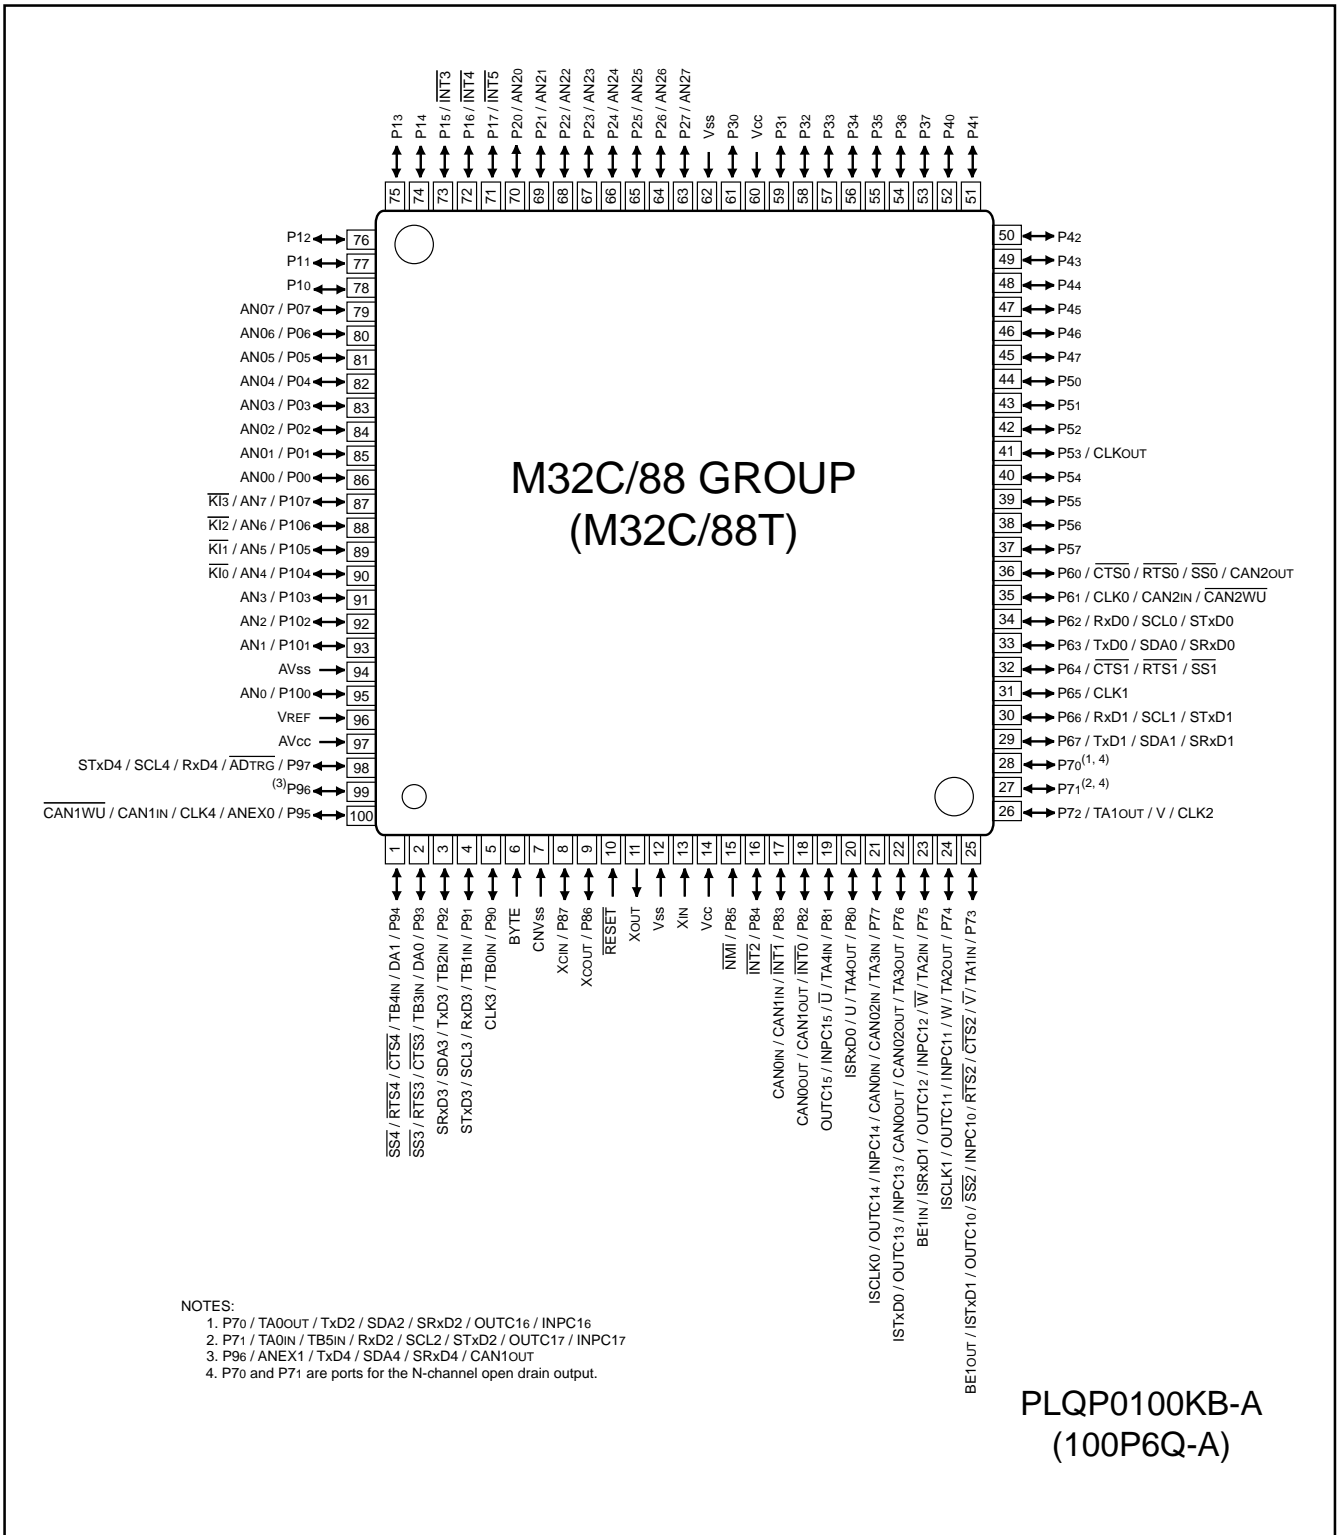 P13
P14
P15 / INT3
P16 / INT4
P17 / INT5
P20 / AN20
P21 / AN21
P22 / AN22
P23 / AN23
P24 / AN24
P25 / AN25
P26 / AN26
P27 / AN27
Vss
P30
Vcc
P31
P32
P33
P34
P35
P36
P37
P40
P41
75
74
73
72
71
70
69
68
67
66
65
64
63
62
61
60
59
58
57
56
55
54
53
52
51
P12 76
P11 77
P10 78
AN07 / P07 79
AN06 / P06 80
AN05 / P05 81
AN04 / P04 82
AN03 / P03 83
AN02 / P02 84
AN01 / P01 85
AN00 / P00 86
KI3 / AN7 / P107 87
KI2 / AN6 / P106 88
KI1 / AN5 / P105 89
KI0 / AN4 / P104 90
AN3 / P103 91
AN2 / P102 92
AN1 / P101 93
AVss 94
AN0 / P100 95
VREF 96
AVcc 97
STxD4 / SCL4 / RxD4 / ADTRG / P97 98
(3)P96 99
CAN1WU / CAN1IN / CLK4 / ANEX0 / P95 100
M32C/88 GROUP
(M32C/88T)
50 P42
49 P43
48 P44
47 P45
46 P46
45 P47
44 P50
43 P51
42 P52
41 P53 / CLKOUT
40 P54
39 P55
38 P56
37 P57
36 P60 / CTS0 / RTS0 / SS0 / CAN2OUT
35 P61 / CLK0 / CAN2IN / CAN2WU
34 P62 / RxD0 / SCL0 / STxD0
33 P63 / TxD0 / SDA0 / SRxD0
32 P64 / CTS1 / RTS1 / SS1
31 P65 / CLK1
30 P66 / RxD1 / SCL1 / STxD1
29 P67 / TxD1 / SDA1 / SRxD1
28 P70(1, 4)
27 P71(2, 4)
26 P72 / TA1OUT / V / CLK2
1
2
3
4
5
6
7
8
9
10
11
12
13
14
15
16
17
18
19
20
21
22
23
24
25
SS4 / RTS4 / CTS4 / TB4IN / DA1 / P94
SS3 / RTS3 / CTS3 / TB3IN / DA0 / P93
SRxD3 / SDA3 / TxD3 / TB2IN / P92
STxD3 / SCL3 / RxD3 / TB1IN / P91
CLK3 / TB0IN / P90
BYTE
CNVss
XCIN / P87
XCOUT / P86
RESET
XOUT
Vss
XIN
Vcc
NMI / P85
INT2 / P84
CAN0IN / CAN1IN / INT1 / P83
CAN0OUT / CAN1OUT / INT0 / P82
OUTC15 / INPC15 / U / TA4IN / P81
ISRxD0 / U / TA4OUT / P80
ISCLK0 / OUTC14 / INPC14 / CAN0IN / CAN02IN / TA3IN / P77
ISTxD0 / OUTC13 / INPC13 / CAN0OUT / CAN02OUT / TA3OUT / P76
BE1IN / ISRxD1 / OUTC12 / INPC12 / W / TA2IN / P75
ISCLK1 / OUTC11 / INPC11 / W / TA2OUT / P74
BE1OUT / ISTxD1 / OUTC10 / SS2 / INPC10 / RTS2 / CTS2 / V / TA1IN / P73
NOTES:
1. P70 / TA0OUT / TxD2 / SDA2 / SRxD2 / OUTC16 / INPC16
2. P71 / TA0IN / TB5IN / RxD2 / SCL2 / STxD2 / OUTC17 / INPC17
3. P96 / ANEX1 / TxD4 / SDA4 / SRxD4 / CAN1OUT
4. P70 and P71 are ports for the N-channel open drain output.
PLQP0100KB-A
(100P6Q-A)